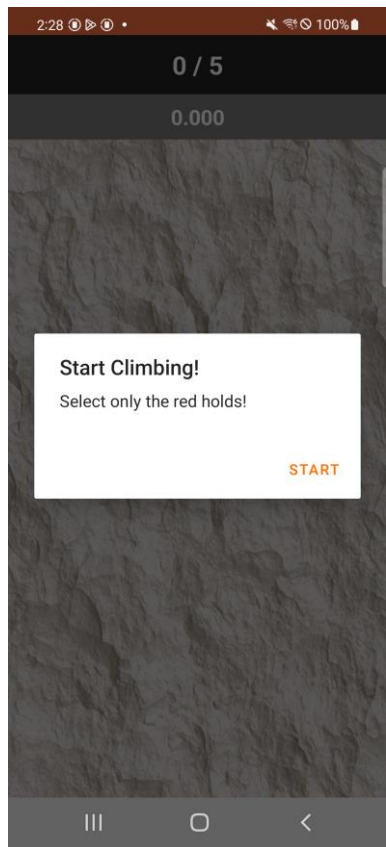 2:28 100%
0 / 5
0.000
Start Climbing!
Select only the red holds!
START